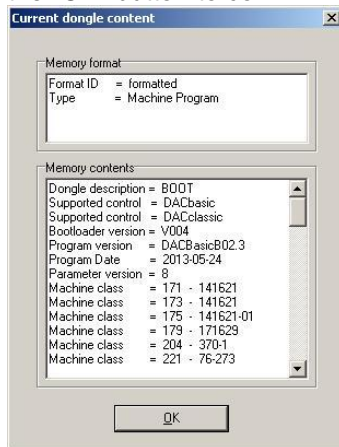 Current dongle content
Memory format
Format ID = formatted
Type = Machine Program
Memory contents
Dongle description = BOOT
Supported control = DACbasic
Supported control = DACclassic
Bootloader version = V004
Program version = DACBasicB02.3
Program Date = 2013-05-24
Parameter version = 8
Machine class = 171 - 141621
Machine class = 173 - 141621
Machine class = 175 - 141621-01
Machine class = 179 - 171629
Machine class = 204 - 370-1
Machine class = 221 - 76-273
OK